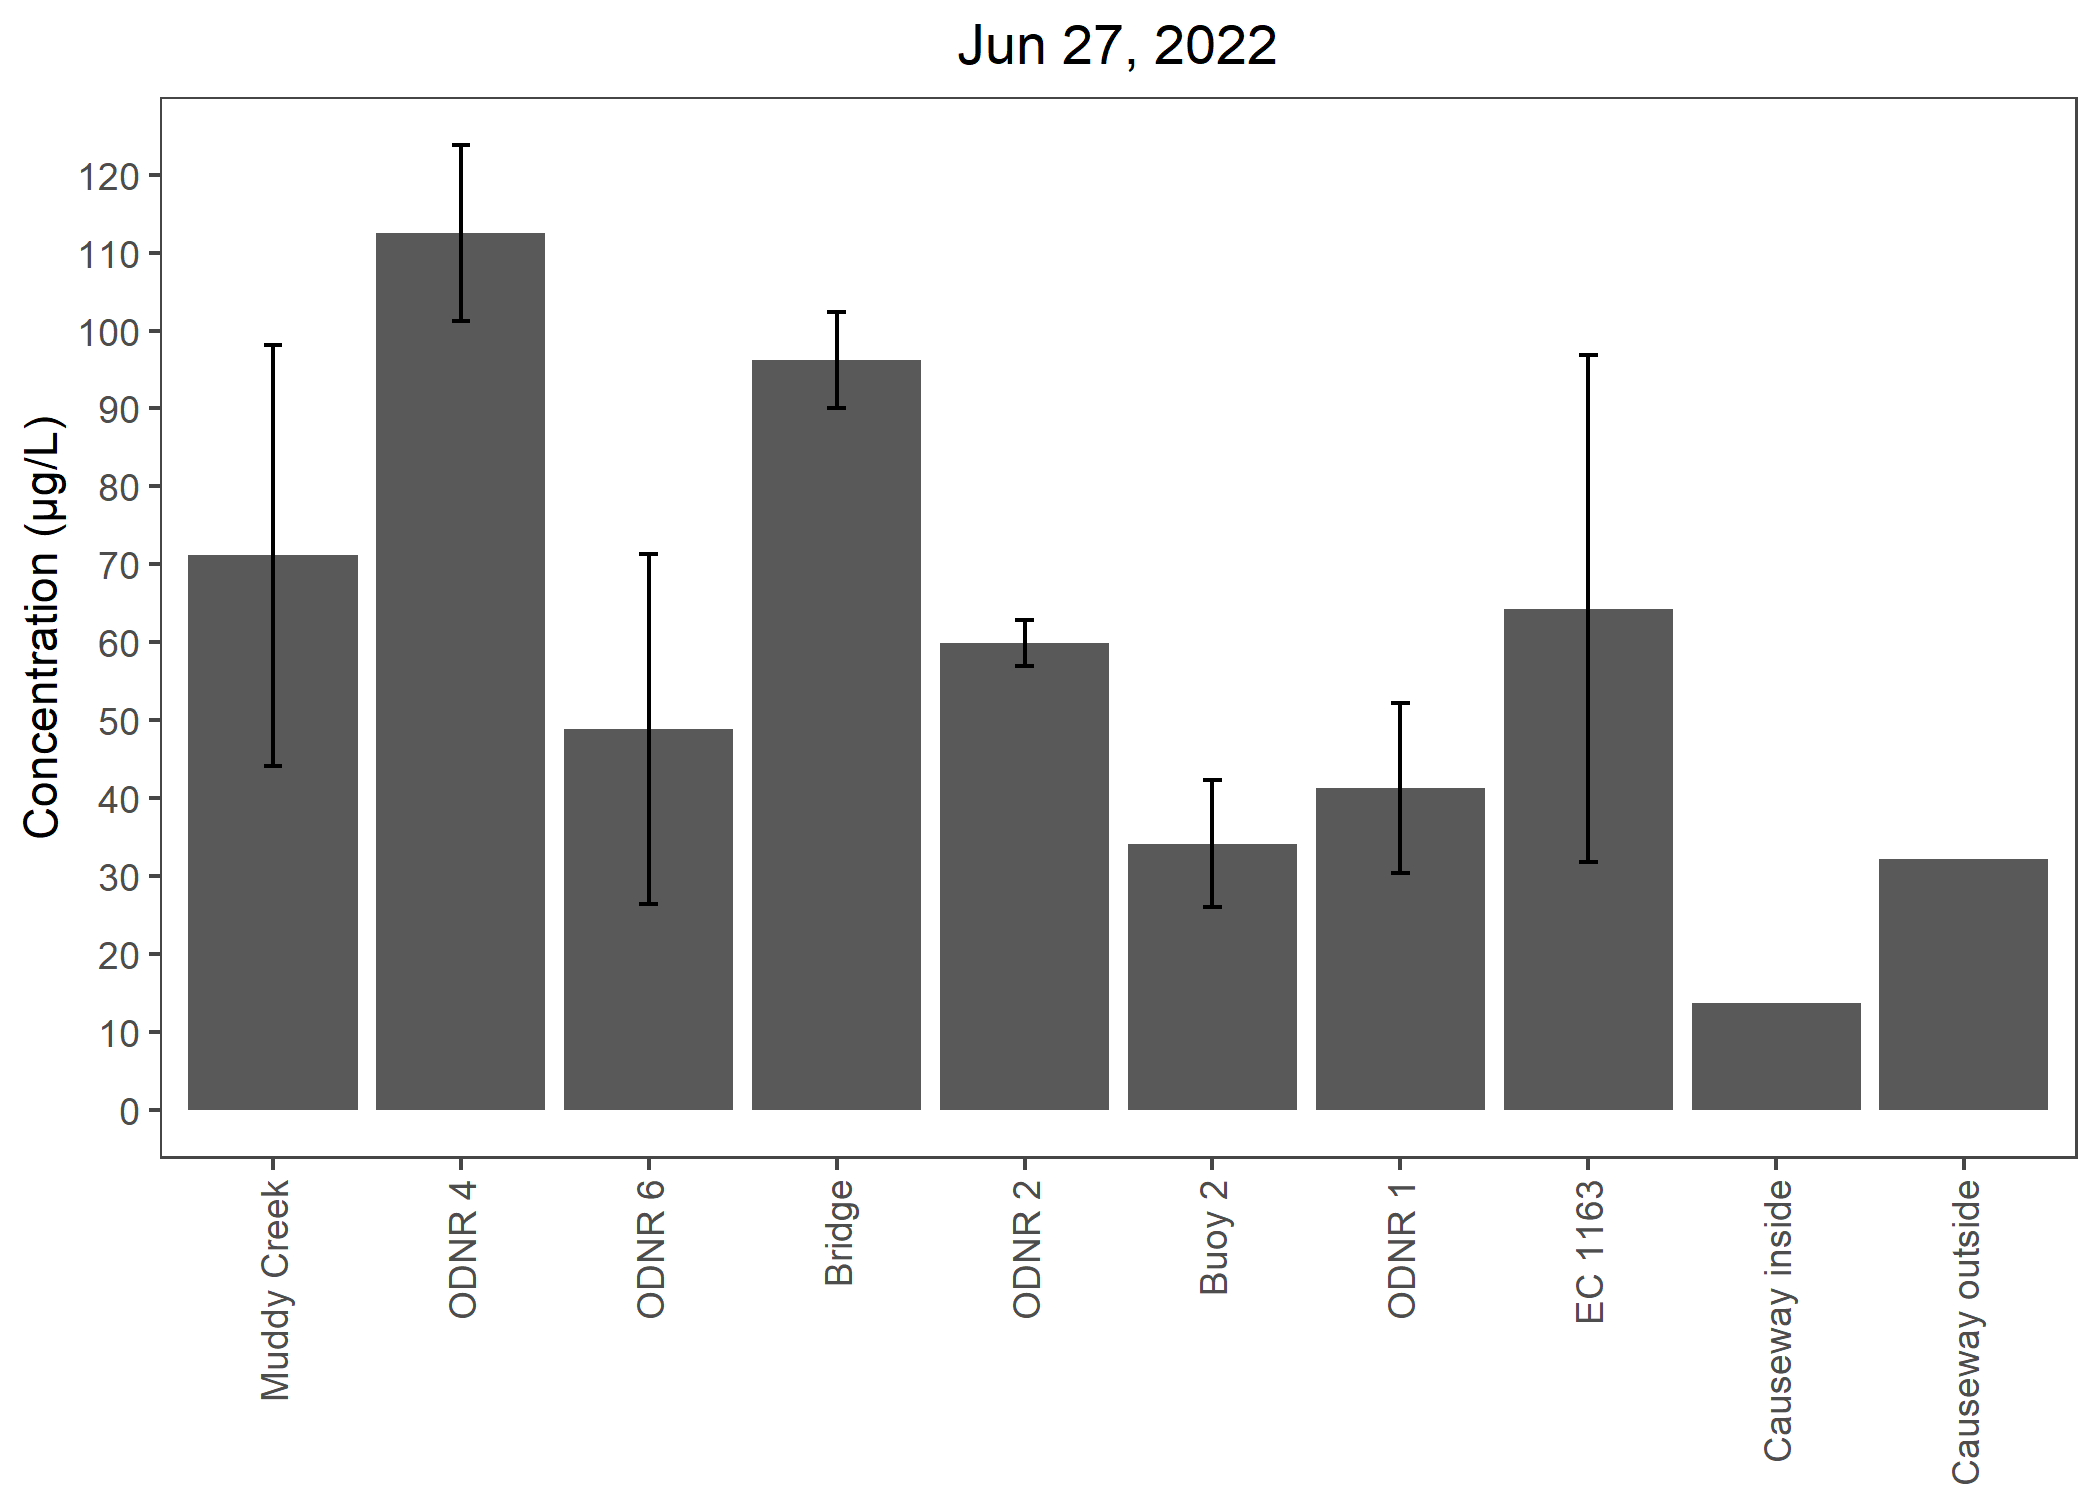 Jun 27, 2022
Concentration (µg/L)
120
110
100
90
80
70
60
50
40
30
20
10
0
Muddy Creek
ODNR 4
ODNR 6
Bridge
ODNR 2
Buoy 2
ODNR 1
EC 1163
Causeway inside
Causeway outside